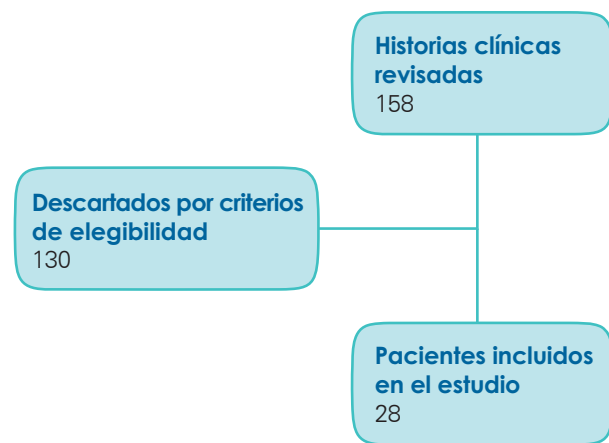 Historias clínicas
revisadas
158
Descartados por criterios
de elegibilidad
130
Pacientes incluidos
en el estudio
28